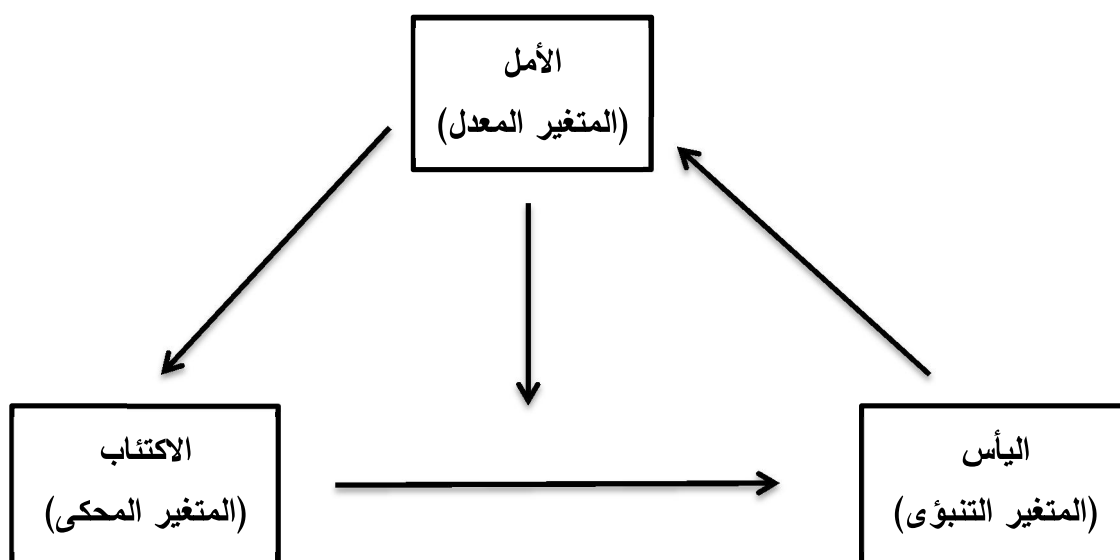 الأمل
(المتغير المعدل)
اليأس
(المتغير التنبؤى)
الاكتئاب
(المتغير المحكى)